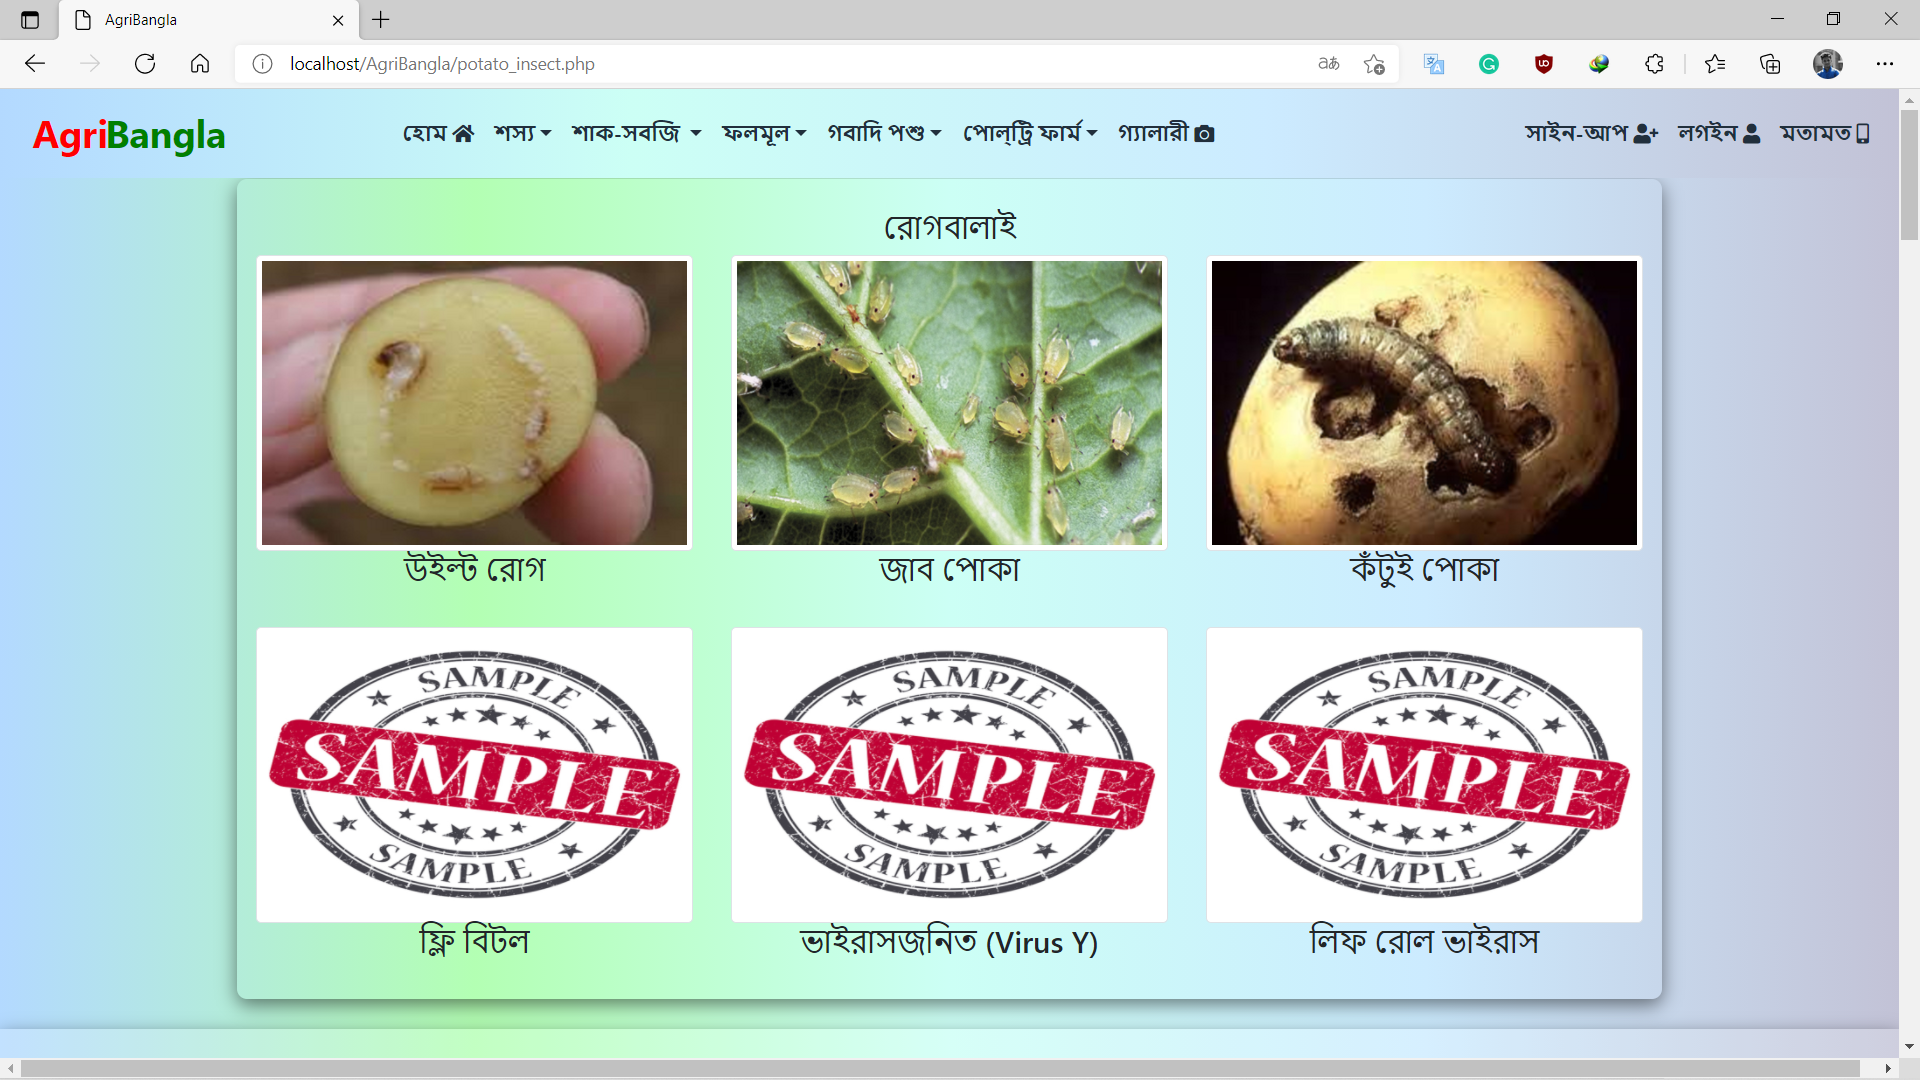 AgriBangla
localhost/AgriBangla/potato_insect.php
AgriBangla হোম শস্য শাক-সবজি ফলমূল গবাদি পশু পোল্ট্রি ফার্ম গ্যালারী সাইন-আপ লগইন মতামত
রোগবালাই
উইল্ট রোগ জাব পোকা কঁটুই পোকা
SAMPLE SAMPLE SAMPLE
SAMPLE SAMPLE SAMPLE
SAMPLE SAMPLE SAMPLE
ফ্লি বিটল ভাইরাসজনিত (Virus Y) লিফ রোল ভাইরাস